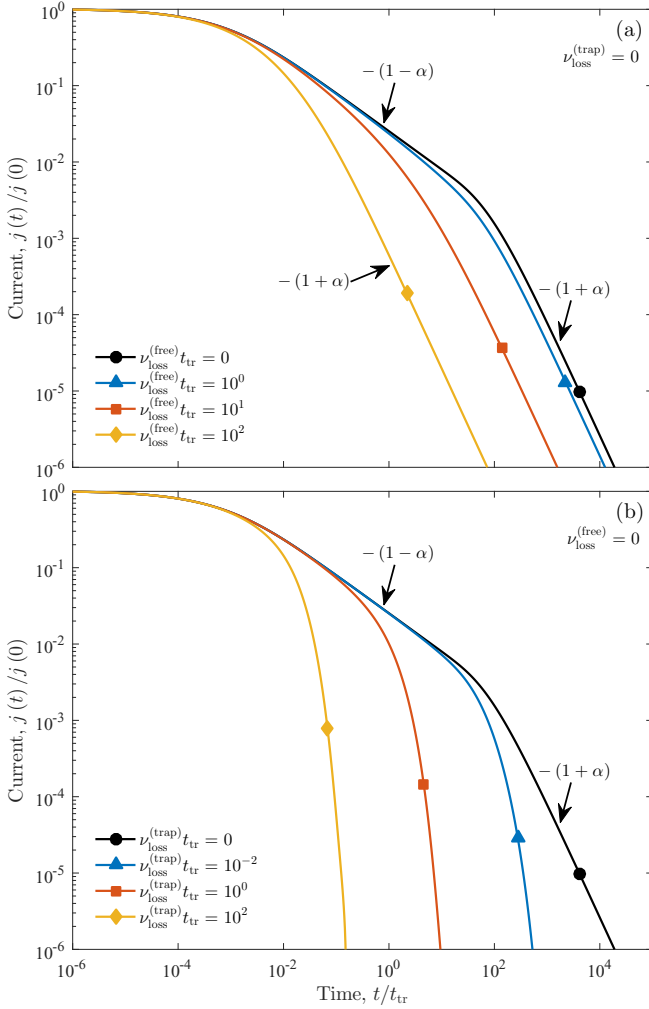 10^0
(a)
ν_loss^(trap) = 0
−(1−α)
10^-1
10^-2
10^-3
−(1+α)
−(1+α)
10^-4
10^-5
10^-6
Current, j(t)/j(0)
ν_loss^(free) t_tr = 0
ν_loss^(free) t_tr = 10^0
ν_loss^(free) t_tr = 10^1
ν_loss^(free) t_tr = 10^2
10^0
(b)
ν_loss^(free) = 0
−(1−α)
10^-1
10^-2
10^-3
−(1+α)
10^-4
10^-5
10^-6
Current, j(t)/j(0)
ν_loss^(trap) t_tr = 0
ν_loss^(trap) t_tr = 10^-2
ν_loss^(trap) t_tr = 10^0
ν_loss^(trap) t_tr = 10^2
10^-6 10^-4 10^-2 10^0 10^2 10^4
Time, t/t_tr